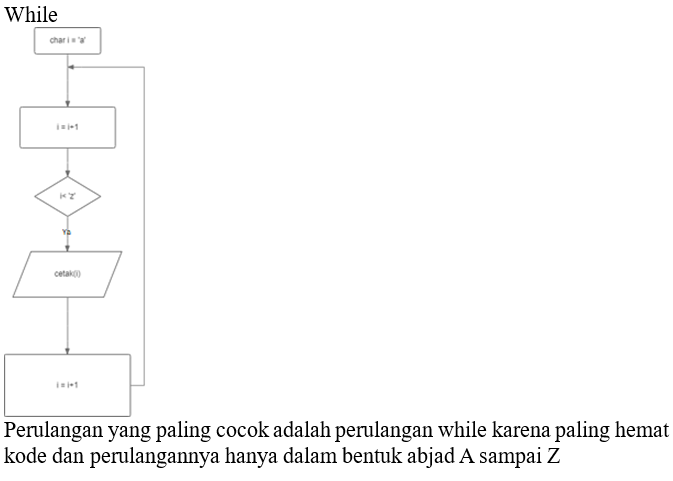 While
char i = 'a'
i = i+1
i< 'z'
Ya
cetak(i)
i = i+1
Perulangan yang paling cocok adalah perulangan while karena paling hemat
kode dan perulangannya hanya dalam bentuk abjad A sampai Z